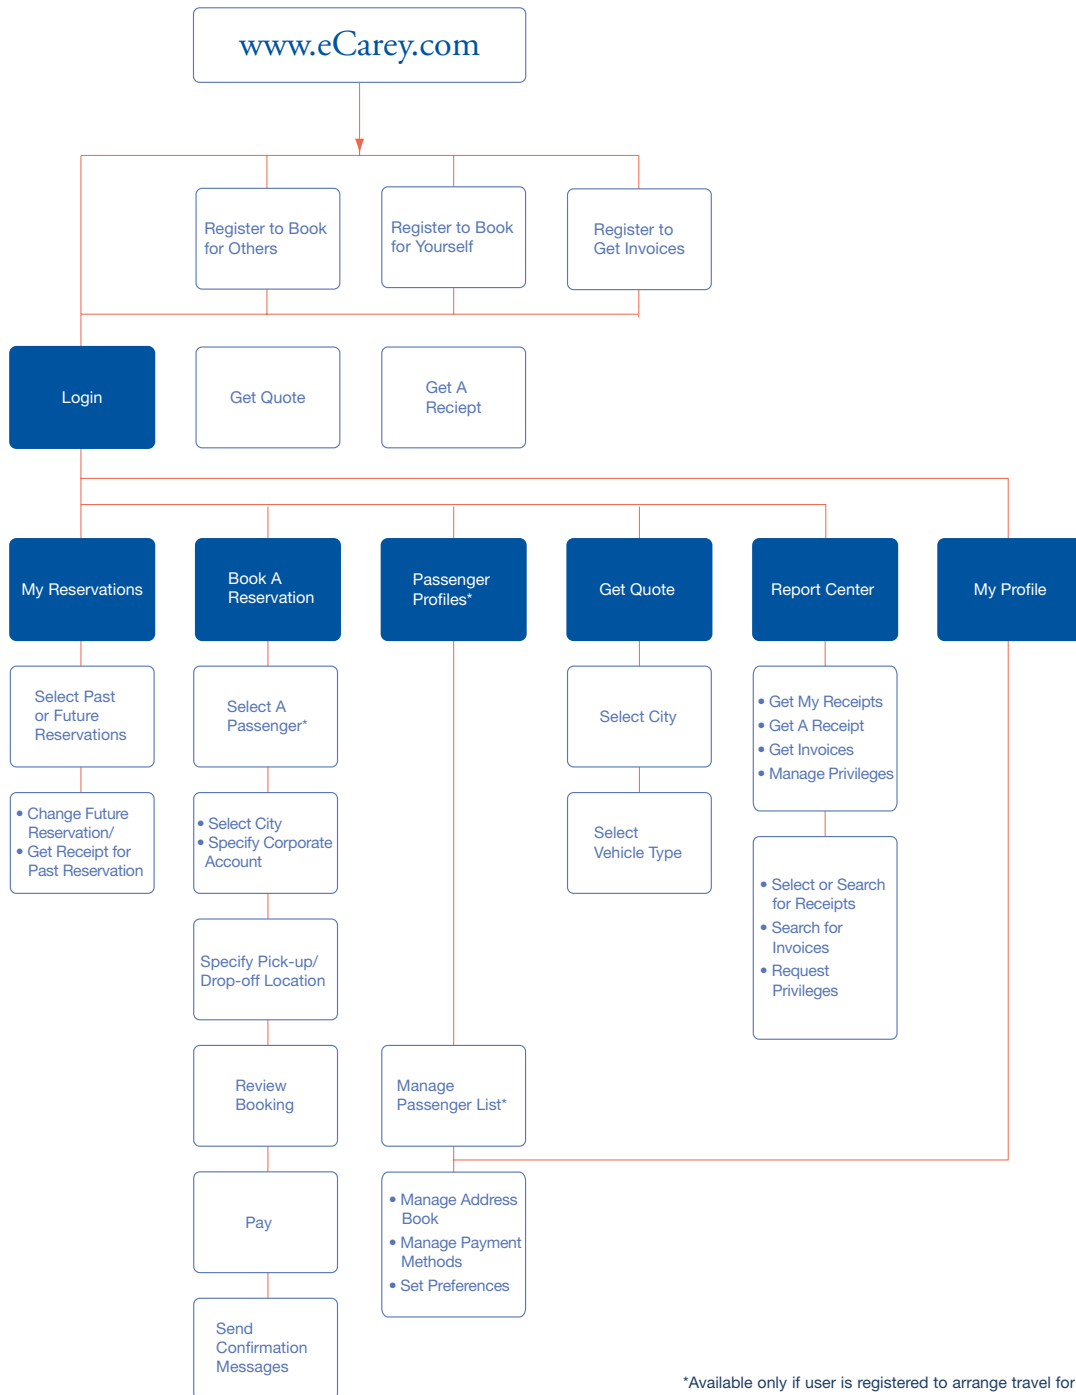 www.eCarey.com
Register to Book
for Others
Register to Book
for Yourself
Register to
Get Invoices
Login
Get Quote
Get A
Reciept
My Reservations
Book A
Reservation
Passenger
Profiles*
Get Quote
Report Center
My Profile
Select Past
or Future
Reservations
• Change Future
Reservation/
• Get Receipt for
Past Reservation
Select A
Passenger*
• Select City
• Specify Corporate
Account
Specify Pick-up/
Drop-off Location
Review
Booking
Pay
Send
Confirmation
Messages
Manage
Passenger List*
• Manage Address
Book
• Manage Payment
Methods
• Set Preferences
Select City
Select
Vehicle Type
• Get My Receipts
• Get A Receipt
• Get Invoices
• Manage Privileges
• Select or Search
for Receipts
• Search for
Invoices
• Request
Privileges
*Available only if user is registered to arrange travel for